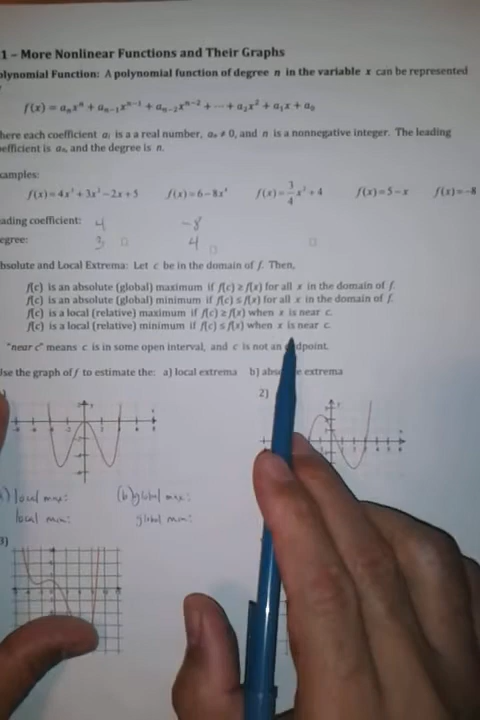 1 – More Nonlinear Functions and Their Graphs
olynomial Function: A polynomial function of degree n in the variable x can be represented
f(x) = aₙxⁿ + aₙ₋₁xⁿ⁻¹ + aₙ₋₂xⁿ⁻² + ⋯ + a₂x² + a₁x + a₀
here each coefficient aᵢ is a a real number, aₙ ≠ 0, and n is a nonnegative integer. The leading
efficient is aₙ, and the degree is n.
xamples:
f(x) = 4x³ + 3x² − 2x + 5 f(x) = 6 − 8x⁴ f(x) = 3/4 x² + 4 f(x) = 5 − x f(x) = −8
ading coefficient: 4 −8
egree: 3 4
bsolute and Local Extrema: Let c be in the domain of f. Then,
f(c) is an absolute (global) maximum if f(c) ≥ f(x) for all x in the domain of f.
f(c) is an absolute (global) minimum if f(c) ≤ f(x) for all x in the domain of f.
f(c) is a local (relative) maximum if f(c) ≥ f(x) when x is near c.
f(c) is a local (relative) minimum if f(c) ≤ f(x) when x is near c.
"near c" means c is in some open interval, and c is not an endpoint.
Use the graph of f to estimate the: a) local extrema b) extrema
2)
) local max: (b) global max:
local min: global min:
3)